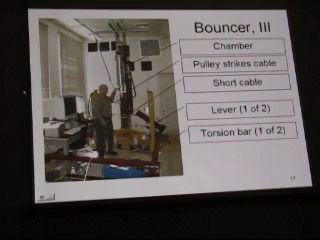 Bouncer, III
Chamber
Pulley strikes cable
Short cable
Lever (1 of 2)
Torsion bar (1 of 2)